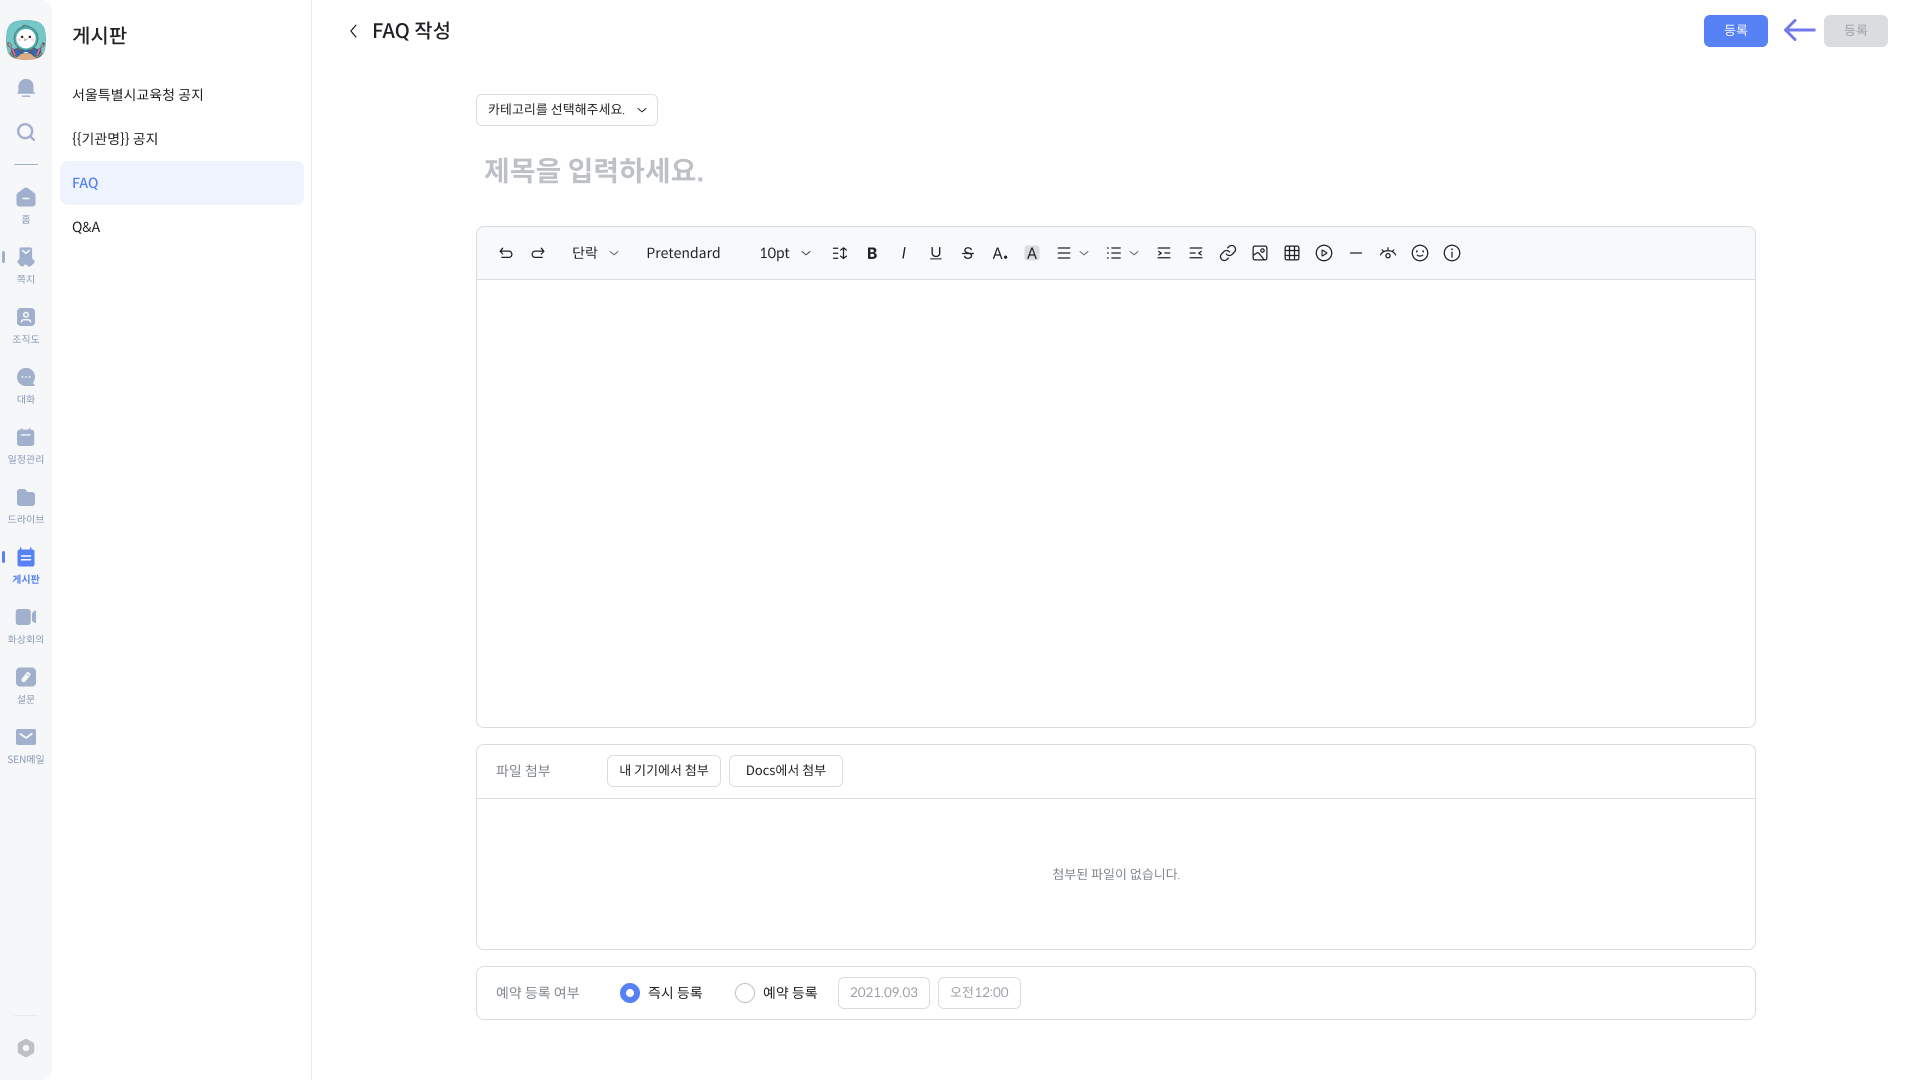 게시판
서울특별시교육청 공지
{{기관명}} 공지
FAQ
Q&A
홈
쪽지
조직도
대화
일정관리
드라이브
게시판
화상회의
설문
SEN메일
FAQ 작성
등록
등록
카테고리를 선택해주세요.
제목을 입력하세요.
단락 Pretendard 10pt B I U S A. A
파일 첨부 내 기기에서 첨부 Docs에서 첨부
첨부된 파일이 없습니다.
예약 등록 여부 즉시 등록 예약 등록 2021.09.03 오전12:00